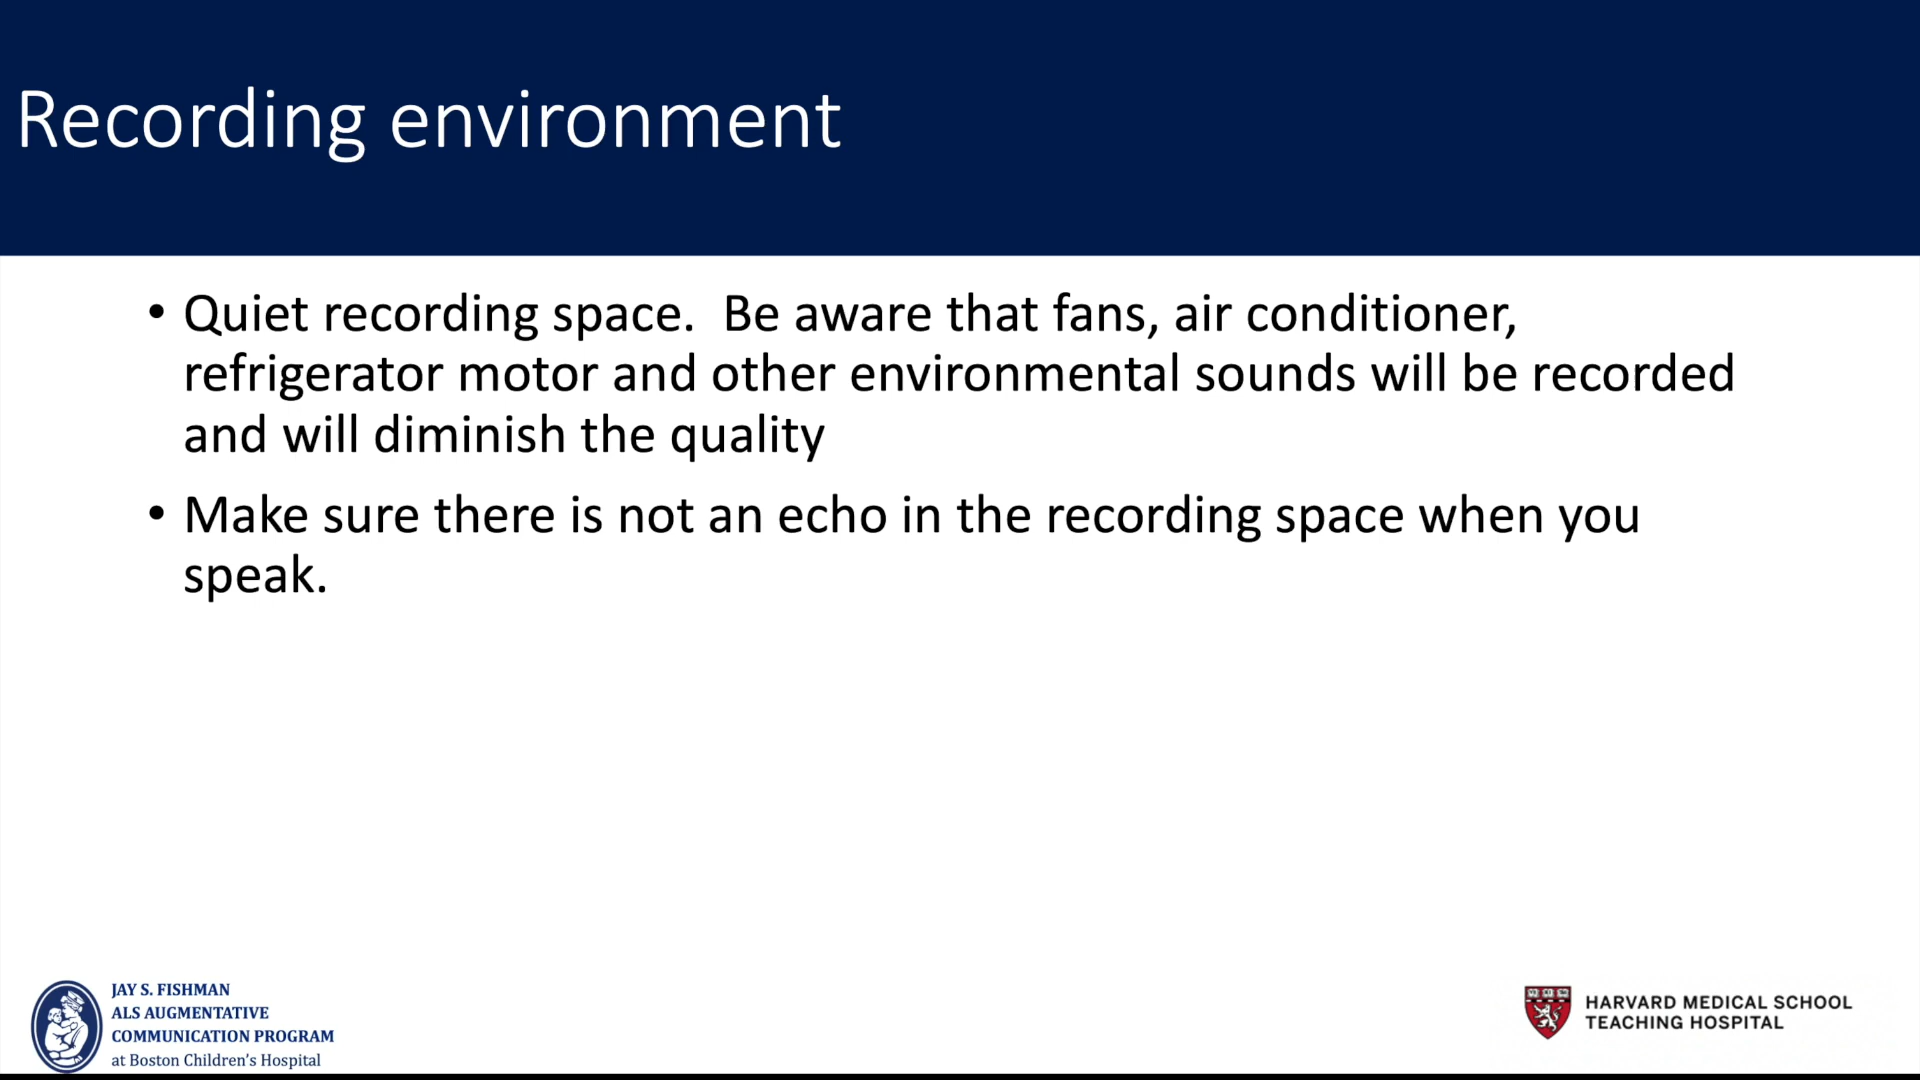 Recording environment
• Quiet recording space.  Be aware that fans, air conditioner,
refrigerator motor and other environmental sounds will be recorded
and will diminish the quality
• Make sure there is not an echo in the recording space when you
speak.
JAY S. FISHMAN
ALS AUGMENTATIVE
COMMUNICATION PROGRAM
at Boston Children's Hospital
HARVARD MEDICAL SCHOOL
TEACHING HOSPITAL